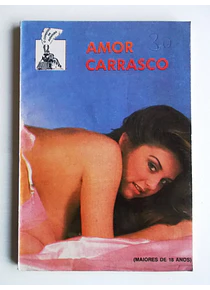 AMOR
CARRASCO
(MAIORES DE 18 ANOS)